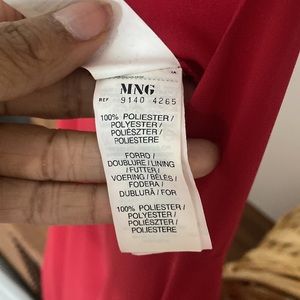 MNG
REF 9140 4265
100% POLIESTER /
POLYESTER /
POLIÉSZTER /
POLIESTERE
FORRO /
DOUBLURE / LINING
/ FUTTER /
VOERING / BÉLÉS /
FODERA /
DUBLURĂ / FOR
100% POLIESTER /
POLYESTER /
POLIÉSZTER /
POLIESTERE